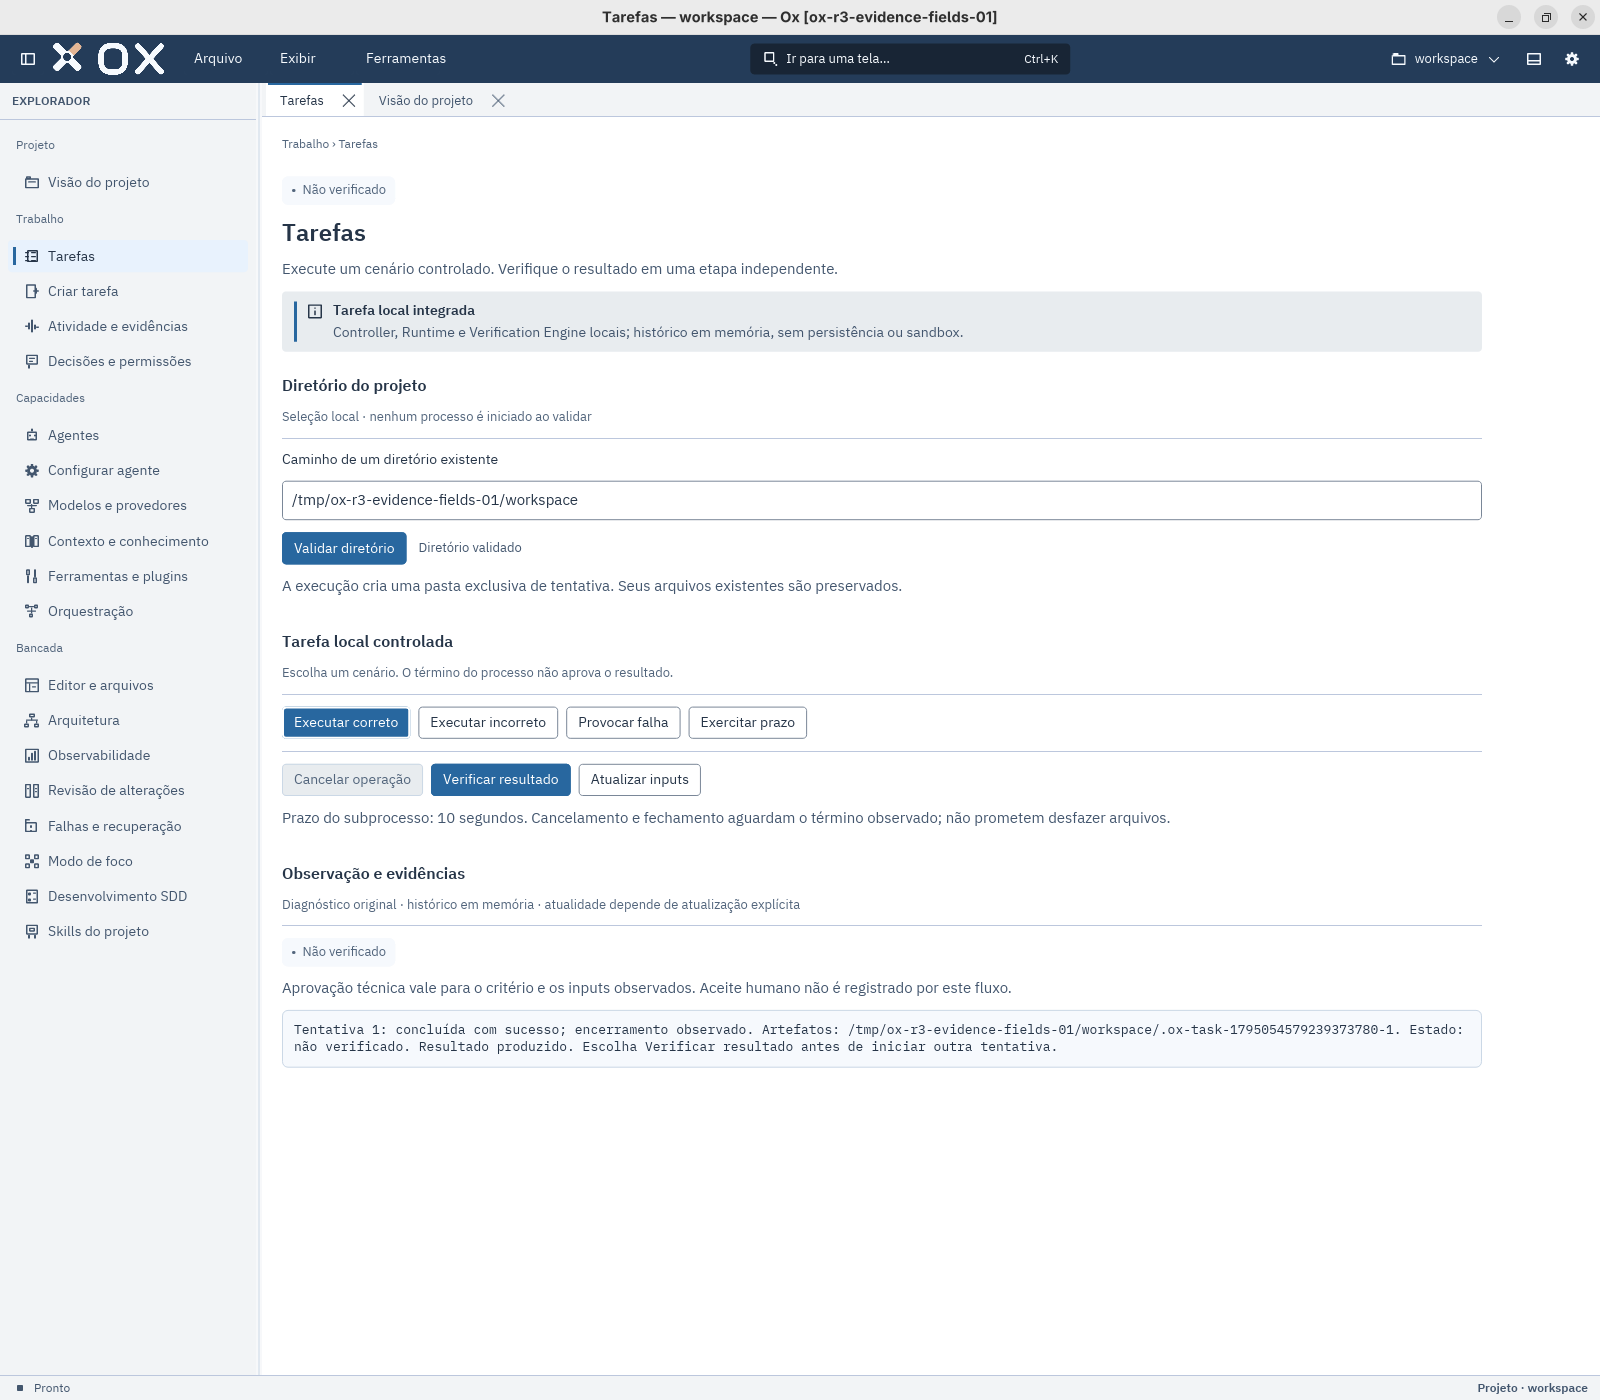 Tarefas — workspace — Ox [ox-r3-evidence-fields-01]
OX
Arquivo
Exibir
Ferramentas
Ir para uma tela...
Ctrl+K
workspace
EXPLORADOR
Projeto
Visão do projeto
Trabalho
Tarefas
Criar tarefa
Atividade e evidências
Decisões e permissões
Capacidades
Agentes
Configurar agente
Modelos e provedores
Contexto e conhecimento
Ferramentas e plugins
Orquestração
Bancada
Editor e arquivos
Arquitetura
Observabilidade
Revisão de alterações
Falhas e recuperação
Modo de foco
Desenvolvimento SDD
Skills do projeto
Tarefas
Visão do projeto
Trabalho › Tarefas
• Não verificado
Tarefas
Execute um cenário controlado. Verifique o resultado em uma etapa independente.
Tarefa local integrada
Controller, Runtime e Verification Engine locais; histórico em memória, sem persistência ou sandbox.
Diretório do projeto
Seleção local · nenhum processo é iniciado ao validar
Caminho de um diretório existente
/tmp/ox-r3-evidence-fields-01/workspace
Validar diretório
Diretório validado
A execução cria uma pasta exclusiva de tentativa. Seus arquivos existentes são preservados.
Tarefa local controlada
Escolha um cenário. O término do processo não aprova o resultado.
Executar correto
Executar incorreto
Provocar falha
Exercitar prazo
Cancelar operação
Verificar resultado
Atualizar inputs
Prazo do subprocesso: 10 segundos. Cancelamento e fechamento aguardam o término observado; não prometem desfazer arquivos.
Observação e evidências
Diagnóstico original · histórico em memória · atualidade depende de atualização explícita
• Não verificado
Aprovação técnica vale para o critério e os inputs observados. Aceite humano não é registrado por este fluxo.
Tentativa 1: concluída com sucesso; encerramento observado. Artefatos: /tmp/ox-r3-evidence-fields-01/workspace/.ox-task-1795054579239373780-1. Estado:
não verificado. Resultado produzido. Escolha Verificar resultado antes de iniciar outra tentativa.
Pronto
Projeto · workspace